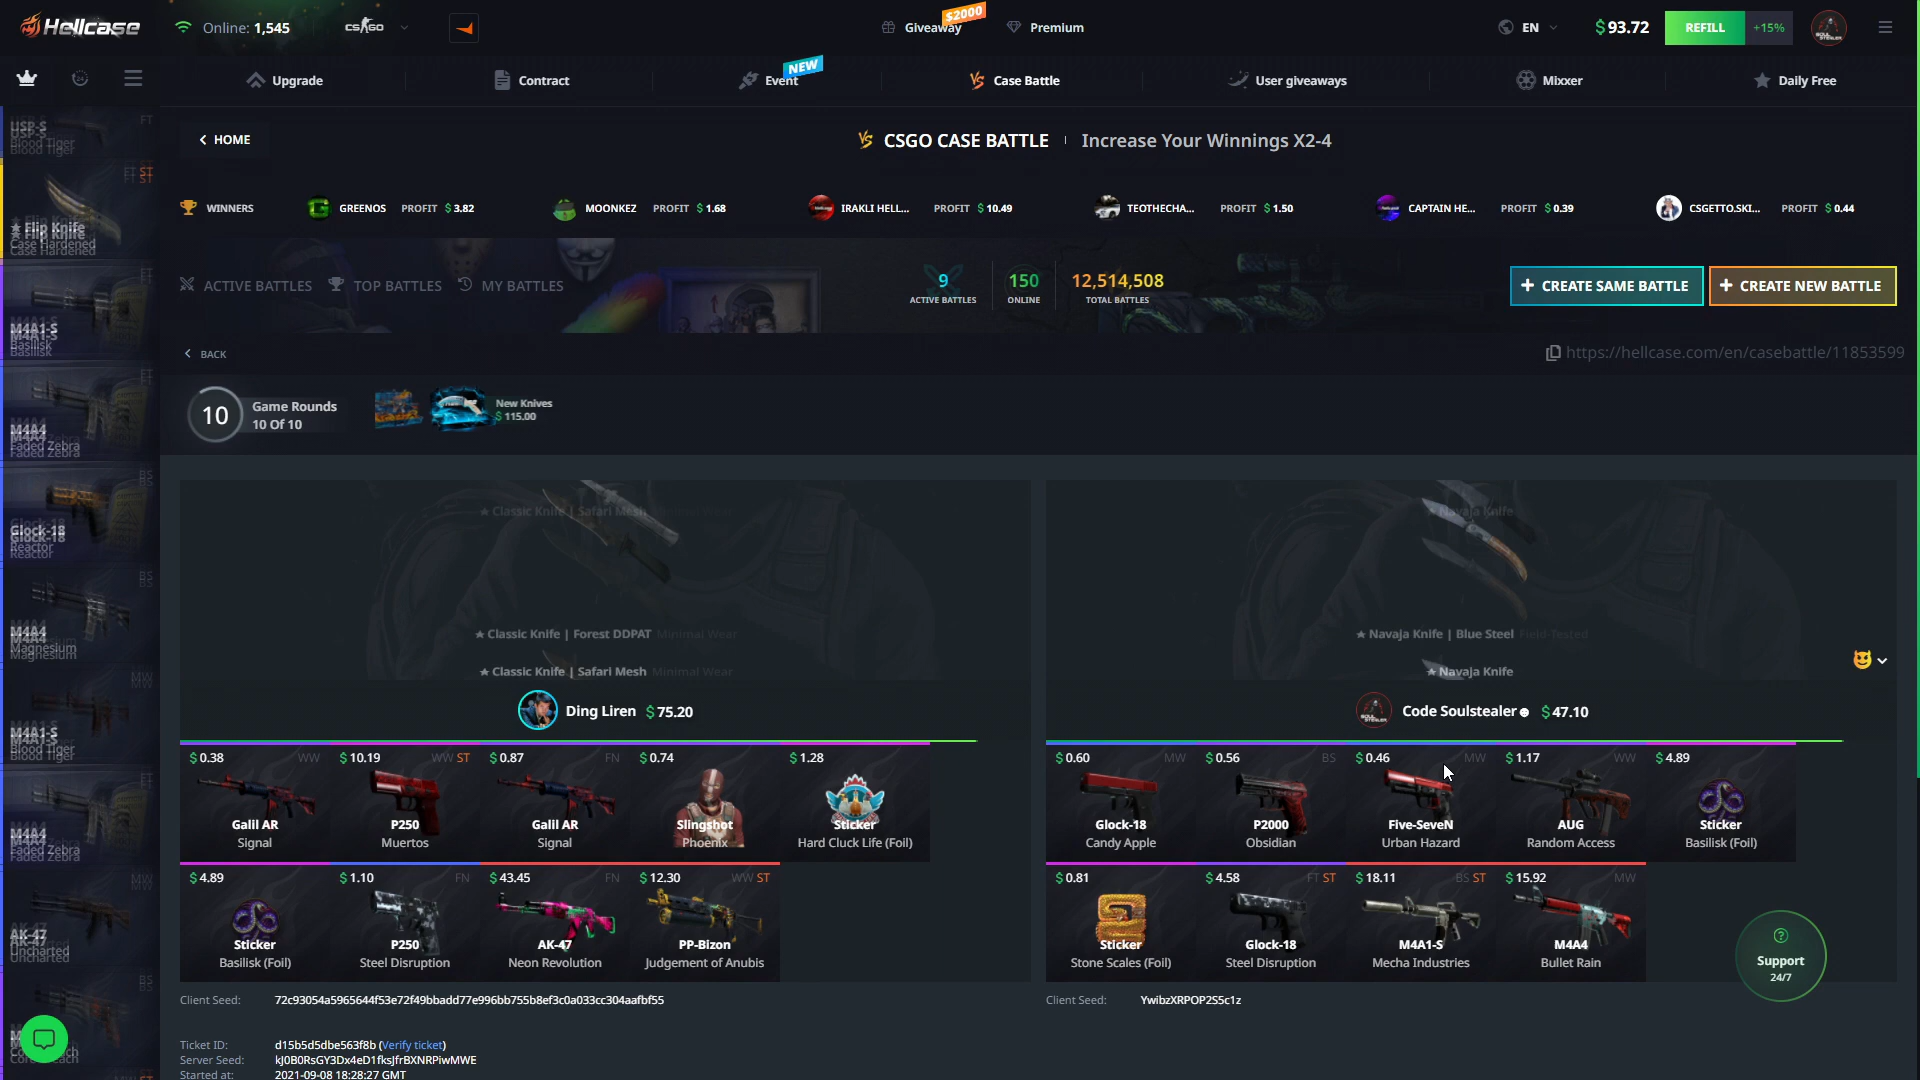 Hellcase
Online: 1,545
CS:GO
Giveaway
$2000
Premium
EN
$ 93.72
REFILL
+15%
Upgrade
Contract
Event
NEW
Case Battle
User giveaways
Mixxer
Daily Free
HOME
CSGO CASE BATTLE
Increase Your Winnings X2-4
WINNERS
GREENOS PROFIT $ 3.82
MOONKEZ PROFIT $ 1.68
IRAKLI HELL... PROFIT $ 10.49
TEOTHECHA... PROFIT $ 1.50
CAPTAIN HE... PROFIT $ 0.39
CSGETTO.SKI... PROFIT $ 0.44
ACTIVE BATTLES
TOP BATTLES
MY BATTLES
9
ACTIVE BATTLES
150
ONLINE
12,514,508
TOTAL BATTLES
+ CREATE SAME BATTLE
+ CREATE NEW BATTLE
BACK
https://hellcase.com/en/casebattle/11853599
10
Game Rounds
10 Of 10
New Knives
$ 115.00
★ Classic Knife | Safari Mesh
★ Classic Knife | Forest DDPAT Minimal Wear
★ Classic Knife | Safari Mesh Minimal Wear
Ding Liren $ 75.20
★ Navaja Knife
★ Navaja Knife | Blue Steel Field-Tested
★ Navaja Knife
Code Soulstealer $ 47.10
$ 0.38 WW
Galil AR
Signal
$ 10.19 WW ST
P250
Muertos
$ 0.87 FN
Galil AR
Signal
$ 0.74
Slingshot
Phoenix
$ 1.28
Sticker
Hard Cluck Life (Foil)
$ 4.89
Sticker
Basilisk (Foil)
$ 1.10 FN
P250
Steel Disruption
$ 43.45 FN
AK-47
Neon Revolution
$ 12.30 WW ST
PP-Bizon
Judgement of Anubis
$ 0.60 MW
Glock-18
Candy Apple
$ 0.56 BS
P2000
Obsidian
$ 0.46 MW
Five-SeveN
Urban Hazard
$ 1.17 WW
AUG
Random Access
$ 4.89
Sticker
Basilisk (Foil)
$ 0.81
Sticker
Stone Scales (Foil)
$ 4.58 FT ST
Glock-18
Steel Disruption
$ 18.11 BS ST
M4A1-S
Mecha Industries
$ 15.92 MW
M4A4
Bullet Rain
Client Seed: 72c93054a5965644f53e72f49bbadd77e996bb755b8ef3c0a033cc304aafbf55
Client Seed: YwibzXRPOP2S5c1z
Ticket ID: d15b5d5dbe563f8b (Verify ticket)
Server Seed: kJ0B0RsGY3Dx4eD1fksJfrBXNRPiwMWE
Started at: 2021-09-08 18:28:27 GMT
Support
24/7
USP-S
Blood Tiger
FT
★ Flip Knife
Case Hardened
FT ST
M4A1-S
Basilisk
FT
M4A4
Faded Zebra
FT
Glock-18
Reactor
BS
M4A4
Magnesium
BS
M4A1-S
Blood Tiger
MW
M4A4
Faded Zebra
FT
AK-47
Uncharted
MW
BS